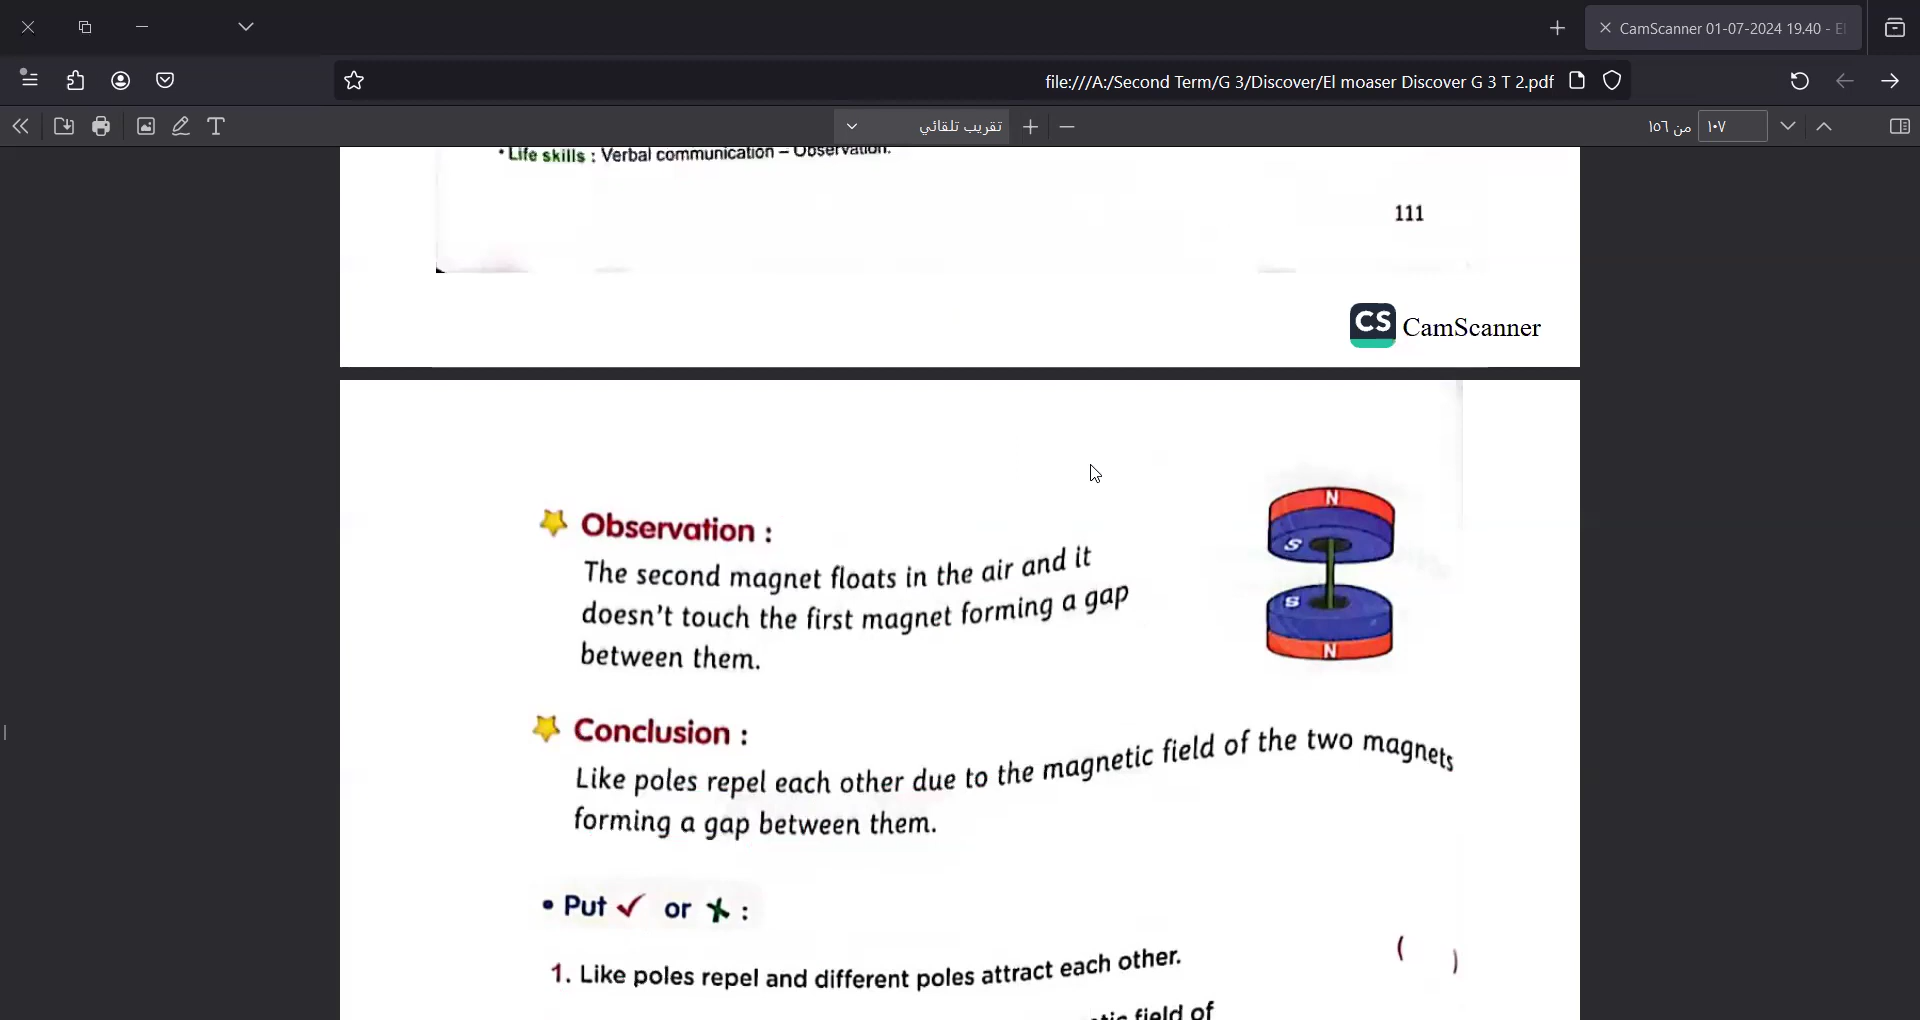 CamScanner 01-07-2024 19.40 - El
file:///A:/Second Term/G 3/Discover/El moaser Discover G 3 T 2.pdf
تقريب تلقائي
١٠٧ من ١٥٦
* Life skills : Verbal communication – Observation.
111
CS CamScanner
Observation :
The second magnet floats in the air and it
doesn't touch the first magnet forming a gap
between them.
N
S
S
N
Conclusion :
Like poles repel each other due to the magnetic field of the two magnets
forming a gap between them.
• Put ✓ or ✗ :
1. Like poles repel and different poles attract each other. ( )
field of